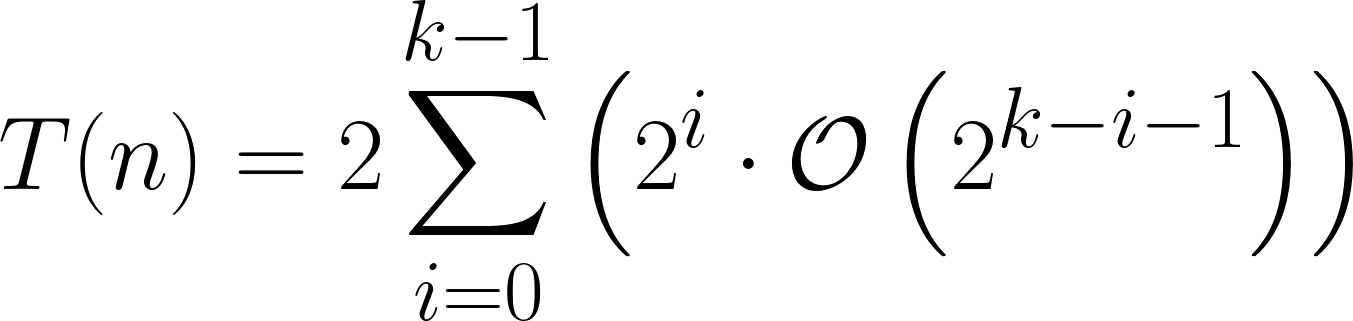 T(n) = 2 \sum_{i=0}^{k-1} \left( 2^i \cdot \mathcal{O} \left( 2^{k-i-1} \right) \right)